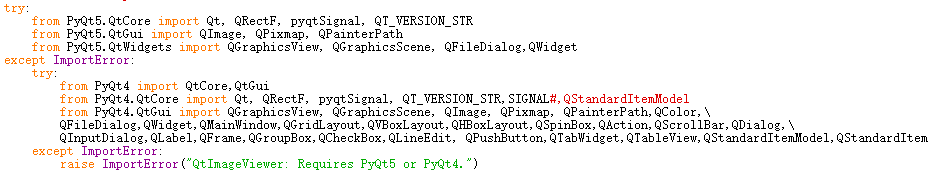 try:
    from PyQt5.QtCore import Qt, QRectF, pyqtSignal, QT_VERSION_STR
    from PyQt5.QtGui import QImage, QPixmap, QPainterPath
    from PyQt5.QtWidgets import QGraphicsView, QGraphicsScene, QFileDialog,QWidget
except ImportError:
    try:
        from PyQt4 import QtCore,QtGui
        from PyQt4.QtCore import Qt, QRectF, pyqtSignal, QT_VERSION_STR,SIGNAL#,QStandardItemModel
        from PyQt4.QtGui import QGraphicsView, QGraphicsScene, QImage, QPixmap, QPainterPath,QColor,\
        QFileDialog,QWidget,QMainWindow,QGridLayout,QVBoxLayout,QHBoxLayout,QSpinBox,QAction,QScrollBar,QDialog,\
        QInputDialog,QLabel,QFrame,QGroupBox,QCheckBox,QLineEdit, QPushButton,QTabWidget,QTableView,QStandardItemModel,QStandardItem
    except ImportError:
        raise ImportError("QtImageViewer: Requires PyQt5 or PyQt4.")